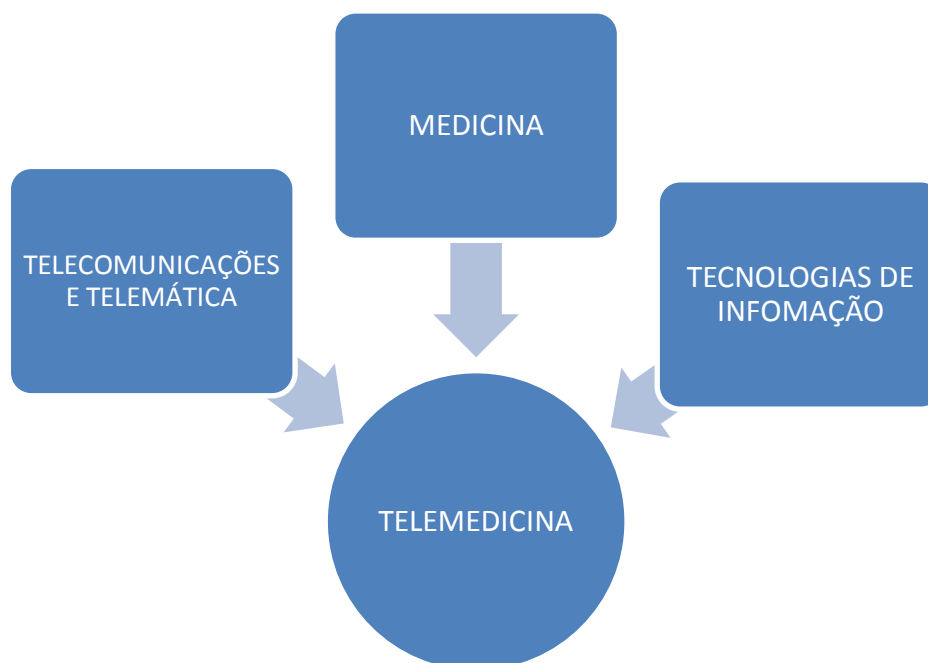 MEDICINA
TELECOMUNICAÇÕES
E TELEMÁTICA
TECNOLOGIAS DE
INFOMAÇÃO
TELEMEDICINA